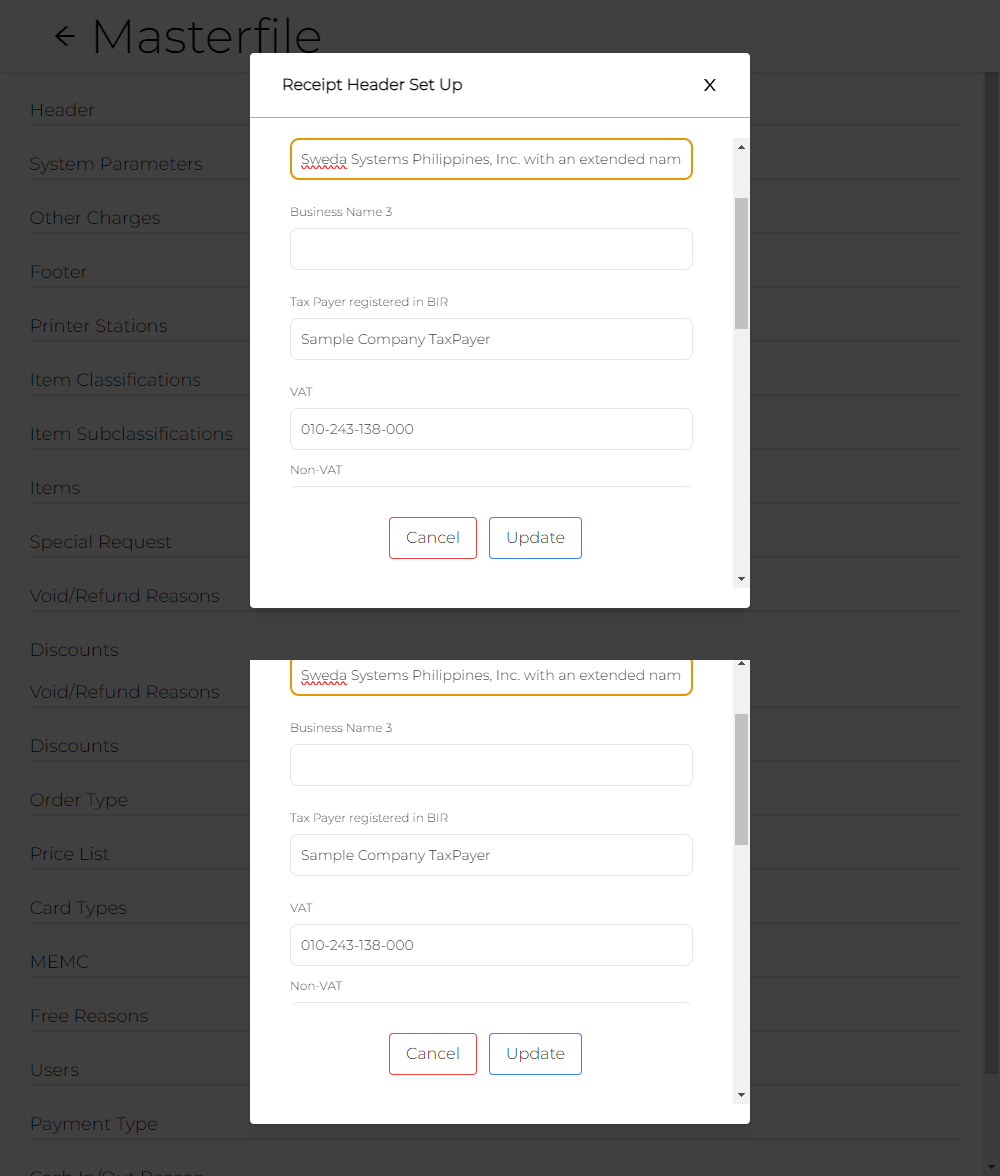 Masterfile
Receipt Header Set Up X
Header
System Parameters
Other Charges
Footer
Printer Stations
Item Classifications
Item Subclassifications
Items
Special Request
Void/Refund Reasons
Discounts
Void/Refund Reasons
Discounts
Order Type
Price List
Card Types
MEMC
Free Reasons
Users
Payment Type
Cash In/Out Reason
Sweda Systems Philippines, Inc. with an extended nam
Business Name 3
Tax Payer registered in BIR
Sample Company TaxPayer
VAT
010-243-138-000
Non-VAT
Cancel Update
Sweda Systems Philippines, Inc. with an extended nam
Business Name 3
Tax Payer registered in BIR
Sample Company TaxPayer
VAT
010-243-138-000
Non-VAT
Cancel Update